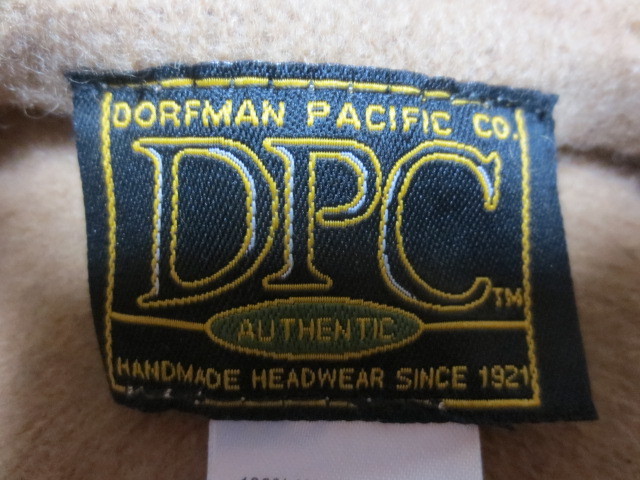 DORFMAN PACIFIC CO.
DPC TM
AUTHENTIC
HANDMADE HEADWEAR SINCE 1921